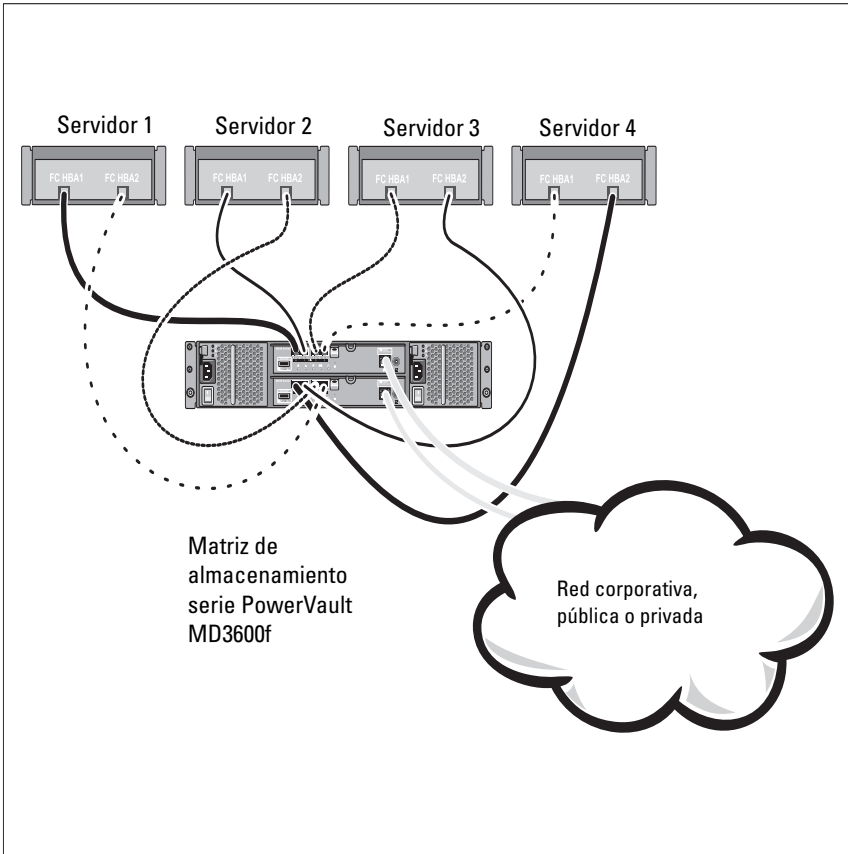 Servidor 1
Servidor 2
Servidor 3
Servidor 4
FC HBA1 FC HBA2
FC HBA1 FC HBA2
FC HBA1 FC HBA2
FC HBA1 FC HBA2
Matriz de
almacenamiento
serie PowerVault
MD3600f
Red corporativa,
pública o privada